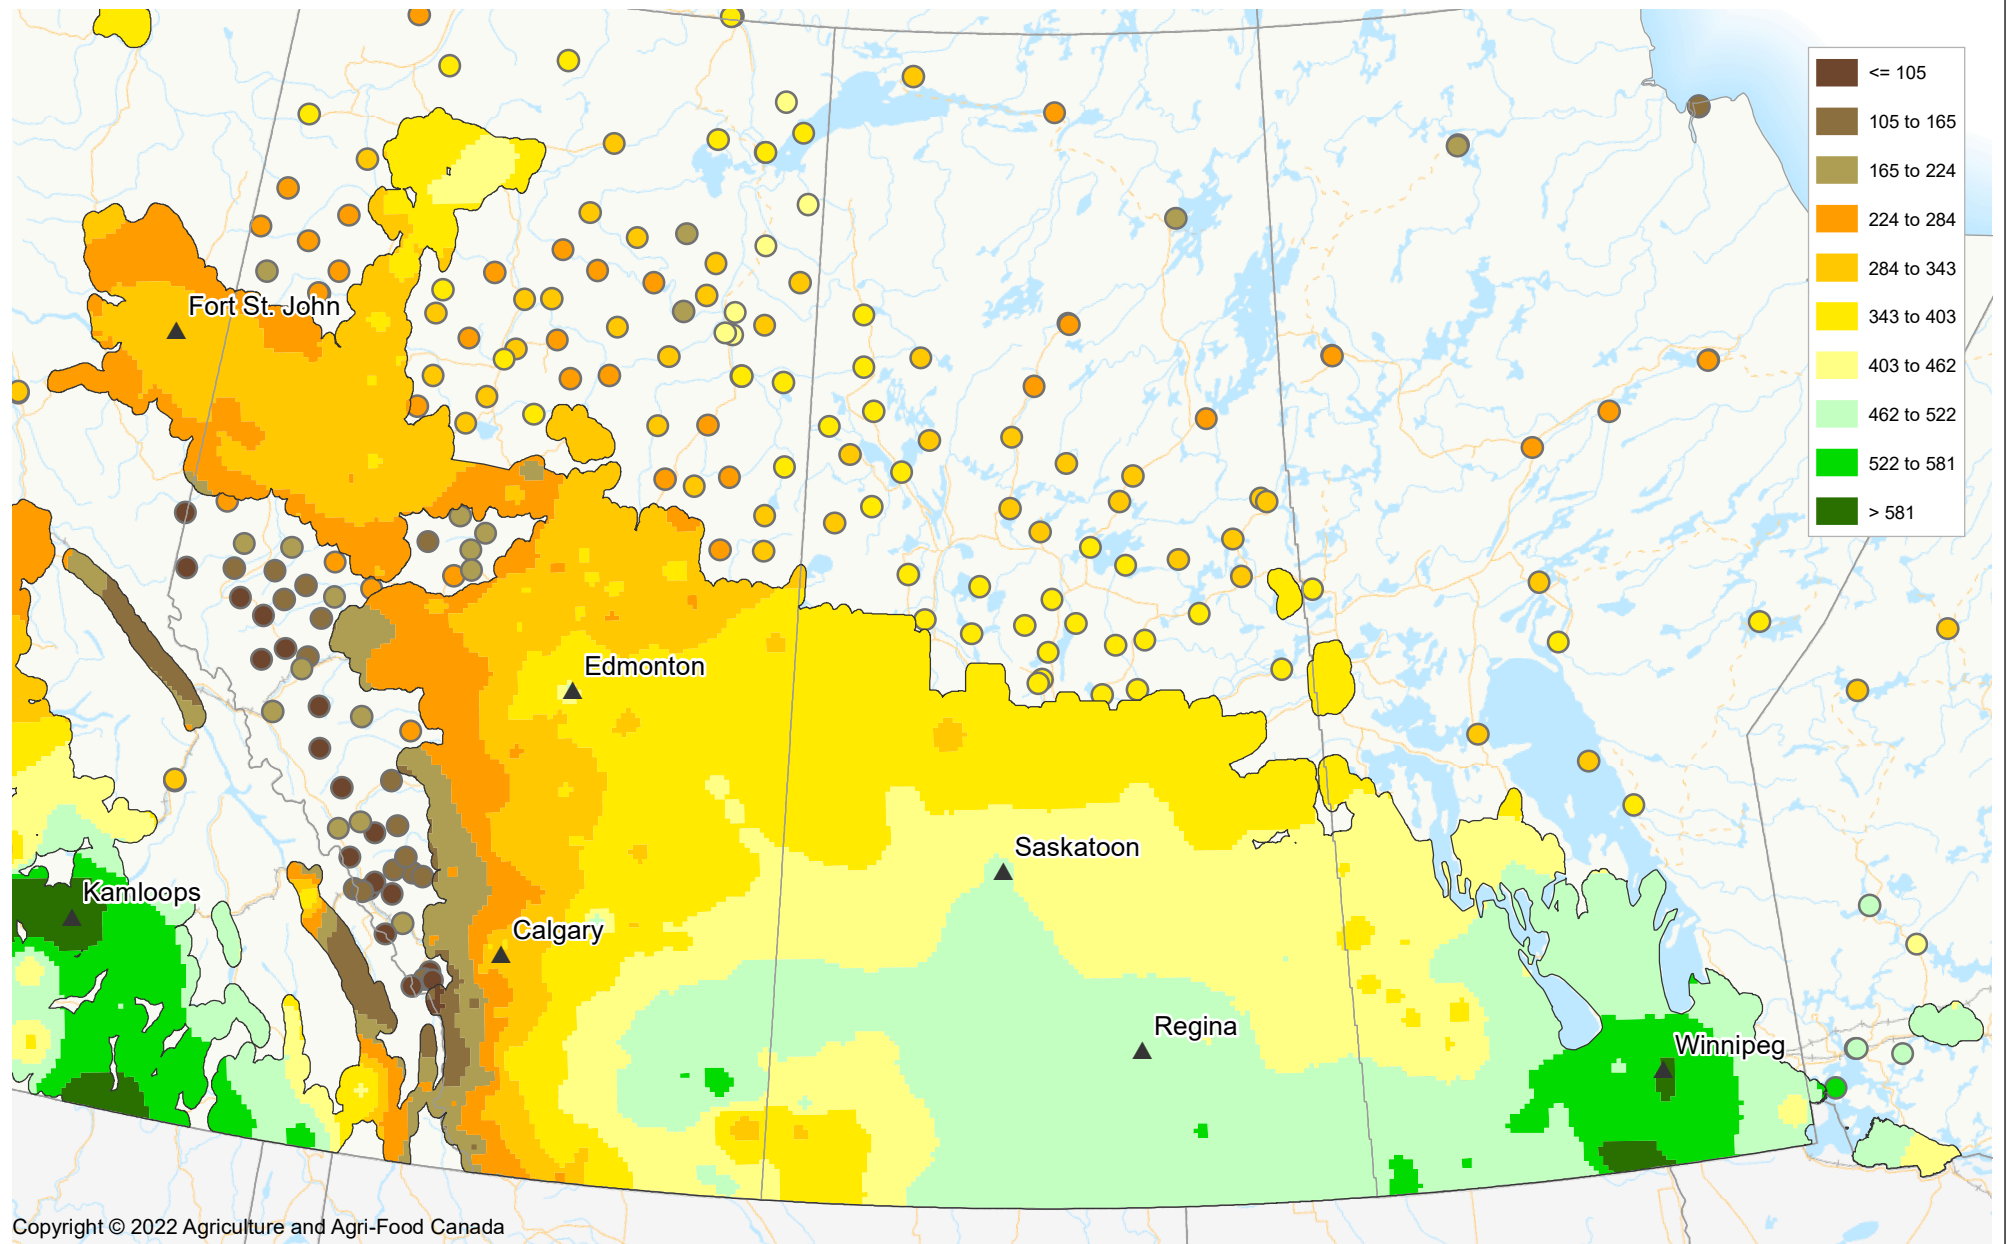 <= 105
105 to 165
165 to 224
224 to 284
284 to 343
343 to 403
403 to 462
462 to 522
522 to 581
> 581
Fort St. John
Edmonton
Saskatoon
Kamloops
Calgary
Regina
Winnipeg
Copyright © 2022 Agriculture and Agri-Food Canada